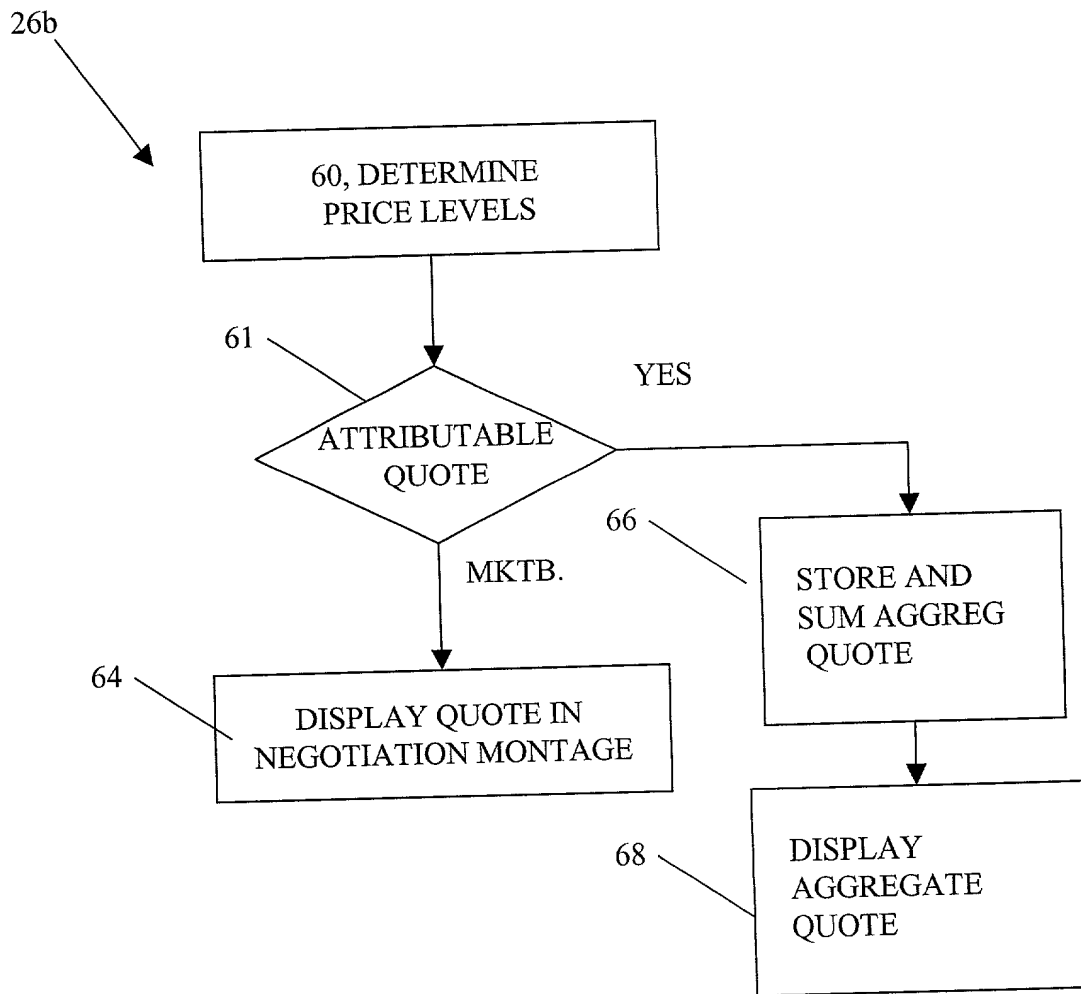 26b
60, DETERMINE
PRICE LEVELS
61
YES
ATTRIBUTABLE
QUOTE
66
MKTB.
STORE AND
SUM AGGREG
QUOTE
64
DISPLAY QUOTE IN
NEGOTIATION MONTAGE
68
DISPLAY
AGGREGATE
QUOTE